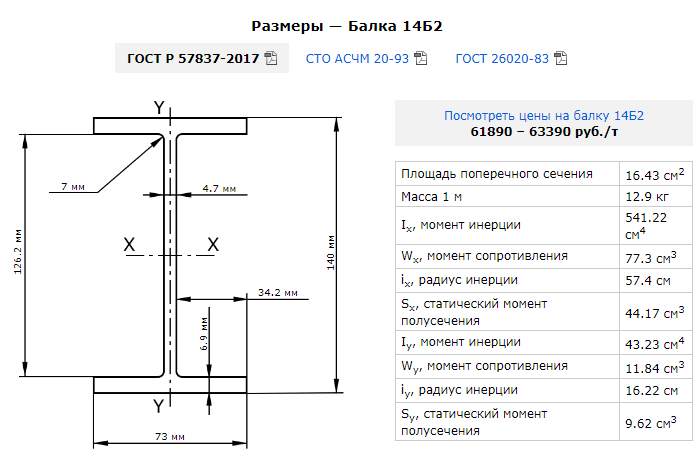 Размеры — Балка 14Б2
ГОСТ Р 57837-2017 СТО АСЧМ 20-93 ГОСТ 26020-83
Y
7 мм
4.7 мм
X X
126.2 мм
140 мм
34.2 мм
6.9 мм
Y
73 мм
Посмотреть цены на балку 14Б2
61890 – 63390 руб./т
Площадь поперечного сечения 16.43 см²
Масса 1 м 12.9 кг
Iₓ, момент инерции 541.22
см⁴
Wₓ, момент сопротивления 77.3 см³
iₓ, радиус инерции 57.4 см
Sₓ, статический момент
полусечения 44.17 см³
Iy, момент инерции 43.23 см⁴
Wy, момент сопротивления 11.84 см³
iy, радиус инерции 16.22 см
Sy, статический момент
полусечения 9.62 см³